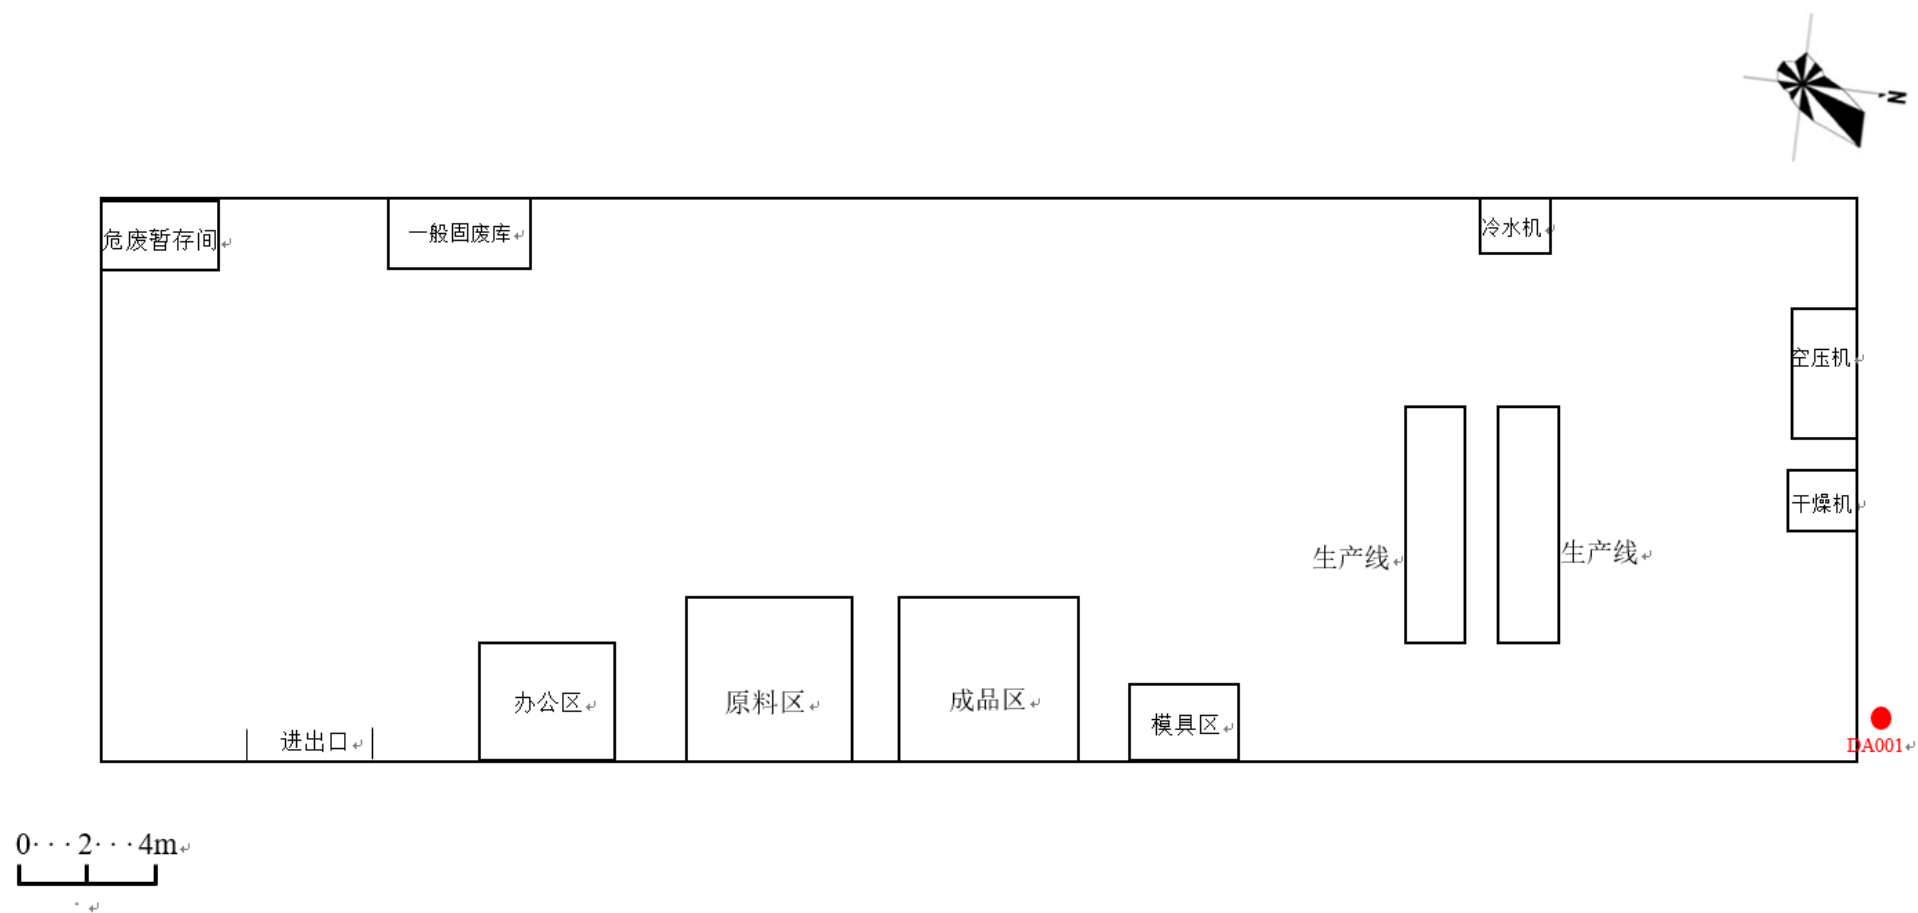 N
危废暂存间
一般固废库
冷水机
空压机
干燥机
生产线
生产线
办公区
原料区
成品区
模具区
进出口
DA001
0···2···4m